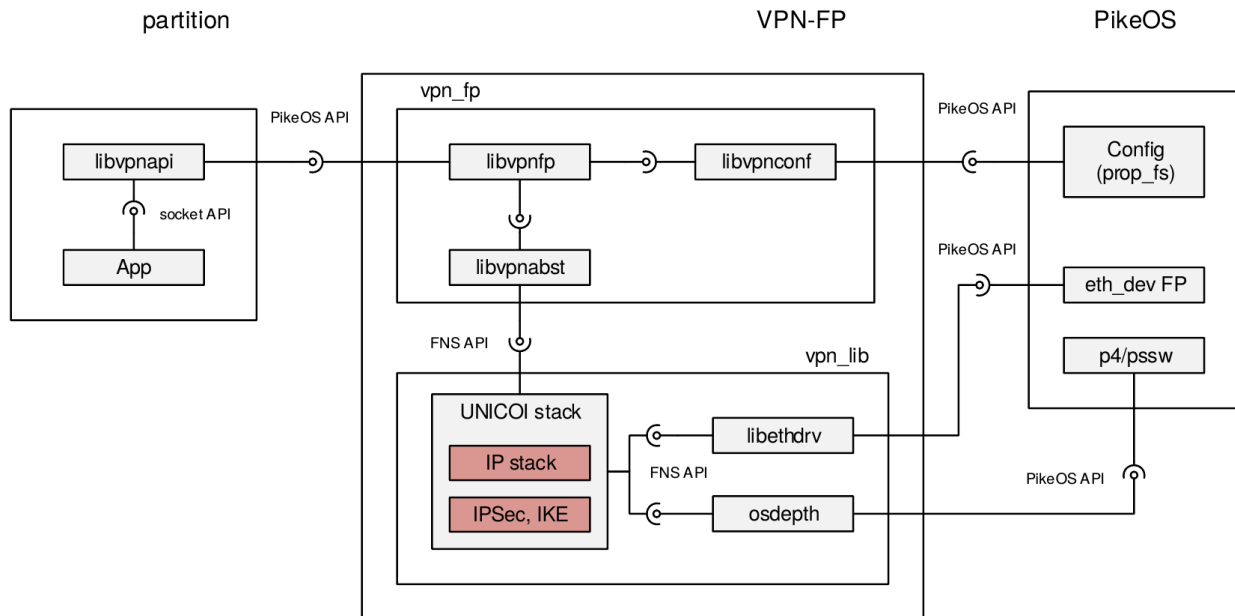 partition
VPN-FP
PikeOS
vpn_fp
PikeOS API
PikeOS API
libvpnapi
libvpnfp
libvpnconf
Config
(prop_fs)
socket API
App
libvpnabst
PikeOS API
eth_dev FP
FNS API
vpn_lib
p4/pssw
UNICOI stack
libethdrv
IP stack
FNS API
PikeOS API
IPSec, IKE
osdepth